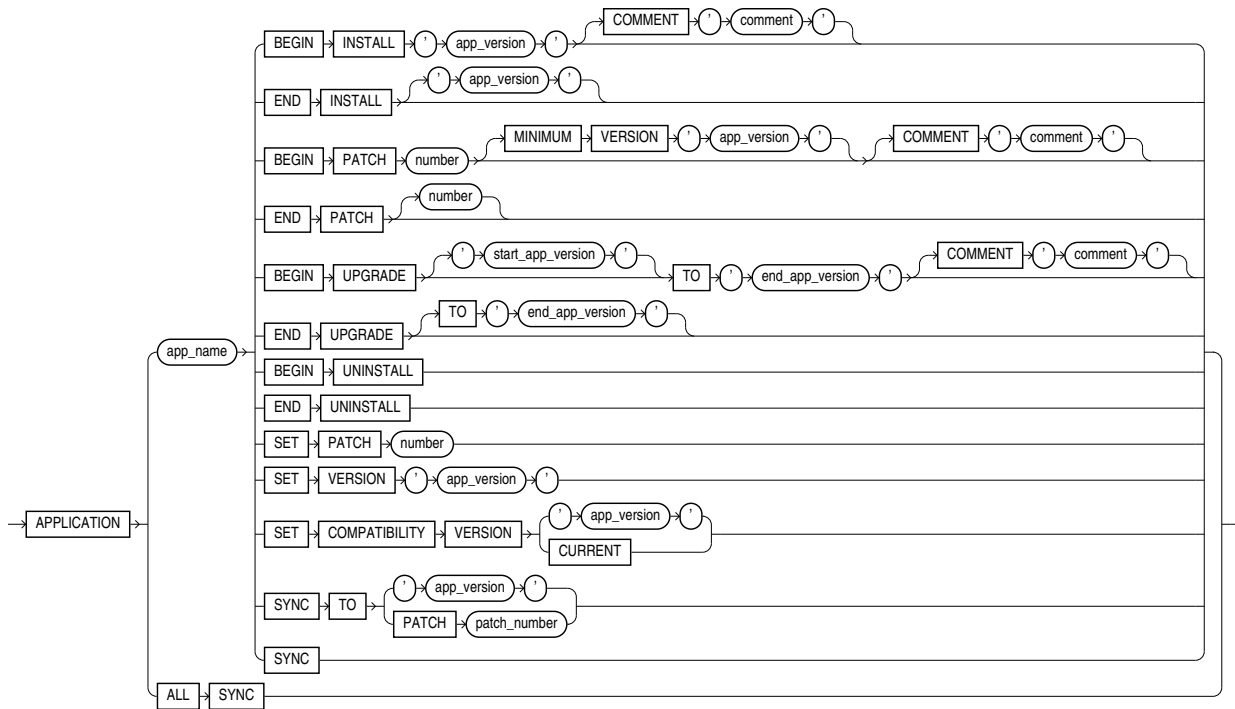 COMMENT ’ comment ’
BEGIN INSTALL ’ app_version ’
’ app_version ’
END INSTALL
MINIMUM VERSION ’ app_version ’ COMMENT ’ comment ’
BEGIN PATCH number
number
END PATCH
’ start_app_version ’ COMMENT ’ comment ’
BEGIN UPGRADE TO ’ end_app_version ’
TO ’ end_app_version ’
END UPGRADE
app_name
BEGIN UNINSTALL
END UNINSTALL
SET PATCH number
SET VERSION ’ app_version ’
’ app_version ’
APPLICATION SET COMPATIBILITY VERSION
CURRENT
’ app_version ’
SYNC TO
PATCH patch_number
SYNC
ALL SYNC